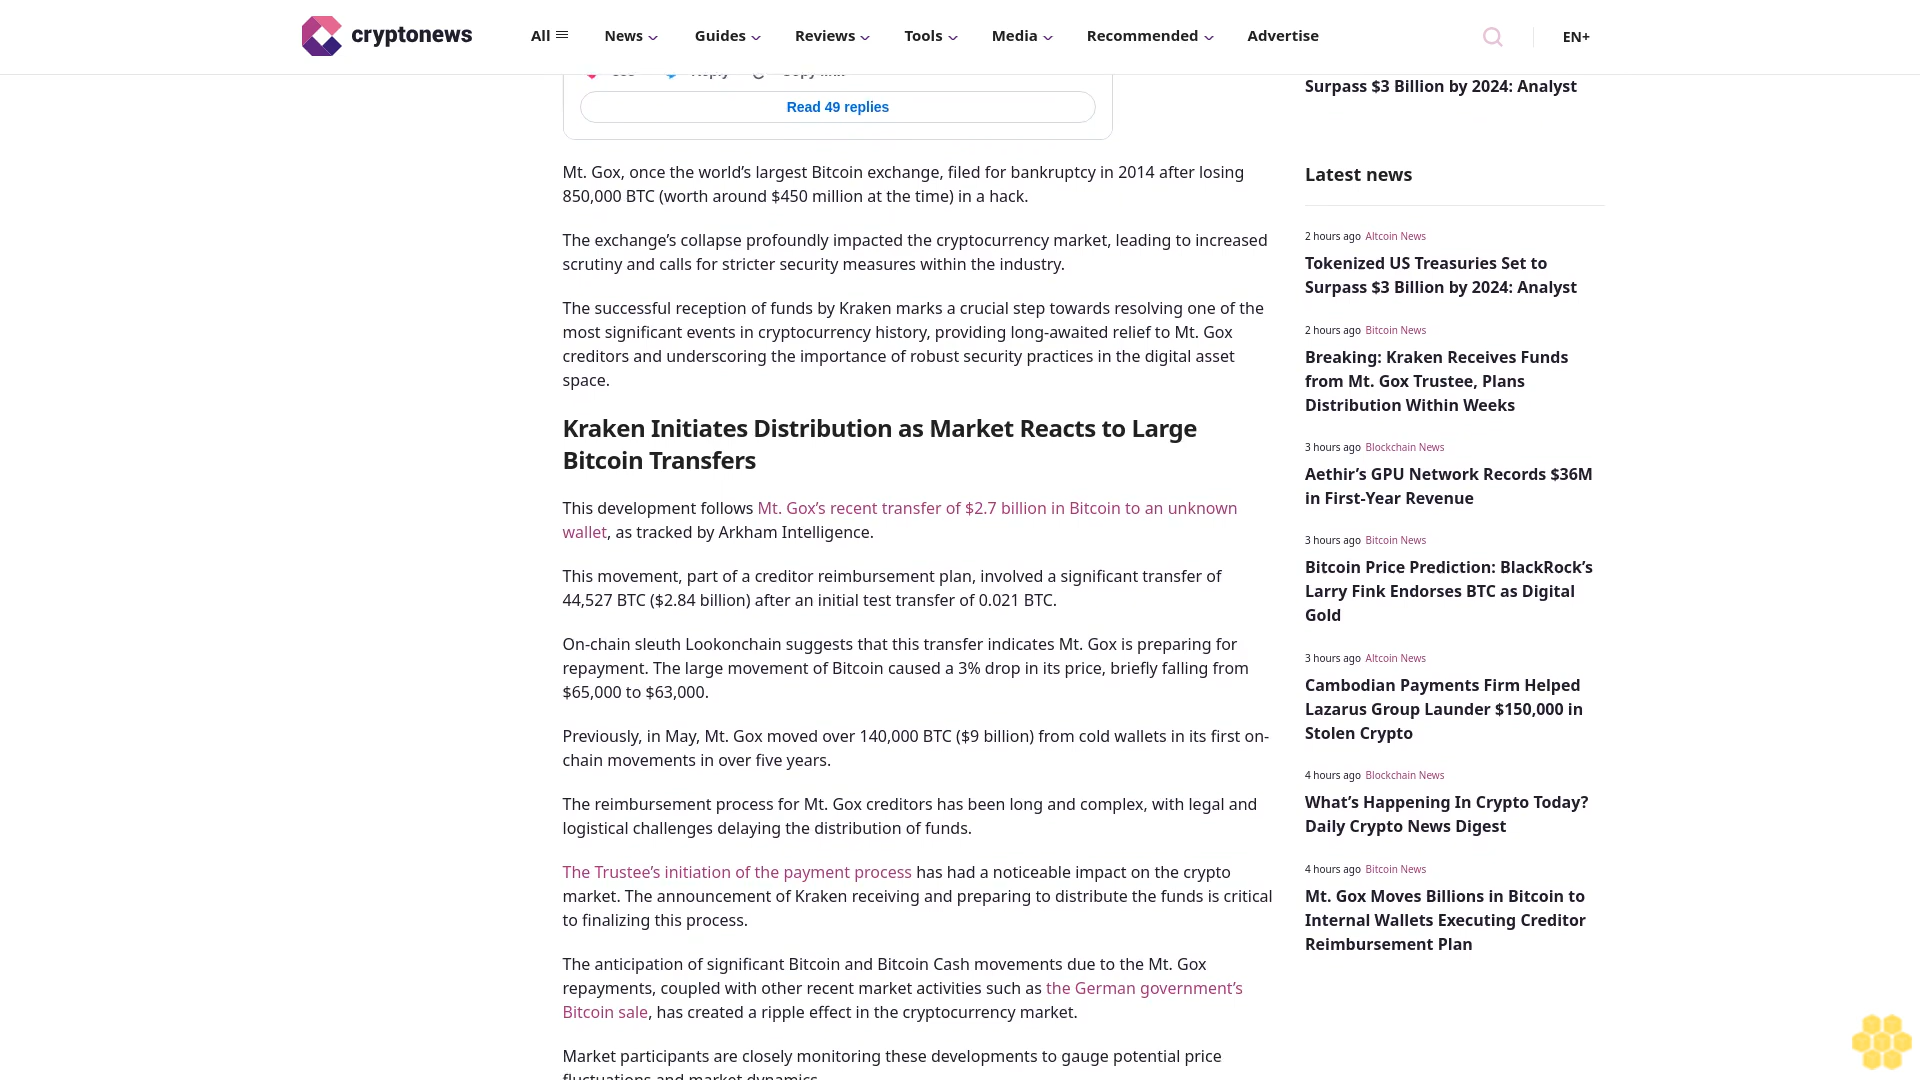 cryptonews
All
News
Guides
Reviews
Tools
Media
Recommended
Advertise
EN+
Read 49 replies
Mt. Gox, once the world’s largest Bitcoin exchange, filed for bankruptcy in 2014 after losing
850,000 BTC (worth around $450 million at the time) in a hack.
The exchange’s collapse profoundly impacted the cryptocurrency market, leading to increased
scrutiny and calls for stricter security measures within the industry.
The successful reception of funds by Kraken marks a crucial step towards resolving one of the
most significant events in cryptocurrency history, providing long-awaited relief to Mt. Gox
creditors and underscoring the importance of robust security practices in the digital asset
space.
Kraken Initiates Distribution as Market Reacts to Large
Bitcoin Transfers
This development follows Mt. Gox’s recent transfer of $2.7 billion in Bitcoin to an unknown
wallet, as tracked by Arkham Intelligence.
This movement, part of a creditor reimbursement plan, involved a significant transfer of
44,527 BTC ($2.84 billion) after an initial test transfer of 0.021 BTC.
On-chain sleuth Lookonchain suggests that this transfer indicates Mt. Gox is preparing for
repayment. The large movement of Bitcoin caused a 3% drop in its price, briefly falling from
$65,000 to $63,000.
Previously, in May, Mt. Gox moved over 140,000 BTC ($9 billion) from cold wallets in its first on-
chain movements in over five years.
The reimbursement process for Mt. Gox creditors has been long and complex, with legal and
logistical challenges delaying the distribution of funds.
The Trustee’s initiation of the payment process has had a noticeable impact on the crypto
market. The announcement of Kraken receiving and preparing to distribute the funds is critical
to finalizing this process.
The anticipation of significant Bitcoin and Bitcoin Cash movements due to the Mt. Gox
repayments, coupled with other recent market activities such as the German government’s
Bitcoin sale, has created a ripple effect in the cryptocurrency market.
Market participants are closely monitoring these developments to gauge potential price
fluctuations and market dynamics.
Surpass $3 Billion by 2024: Analyst
Latest news
2 hours ago Altcoin News
Tokenized US Treasuries Set to
Surpass $3 Billion by 2024: Analyst
2 hours ago Bitcoin News
Breaking: Kraken Receives Funds
from Mt. Gox Trustee, Plans
Distribution Within Weeks
3 hours ago Blockchain News
Aethir’s GPU Network Records $36M
in First-Year Revenue
3 hours ago Bitcoin News
Bitcoin Price Prediction: BlackRock’s
Larry Fink Endorses BTC as Digital
Gold
3 hours ago Altcoin News
Cambodian Payments Firm Helped
Lazarus Group Launder $150,000 in
Stolen Crypto
4 hours ago Blockchain News
What’s Happening In Crypto Today?
Daily Crypto News Digest
4 hours ago Bitcoin News
Mt. Gox Moves Billions in Bitcoin to
Internal Wallets Executing Creditor
Reimbursement Plan